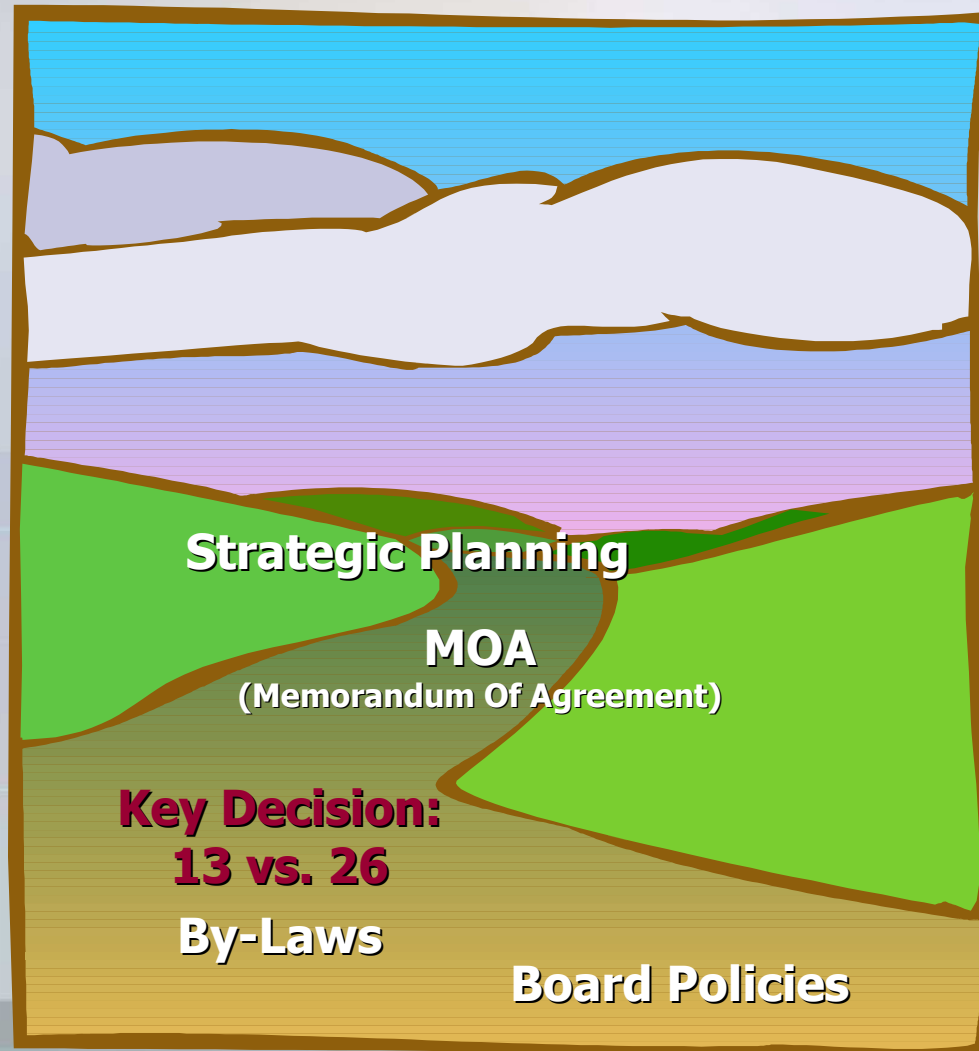 Strategic Planning
MOA
(Memorandum Of Agreement)
Key Decision:
13 vs. 26
By-Laws
Board Policies